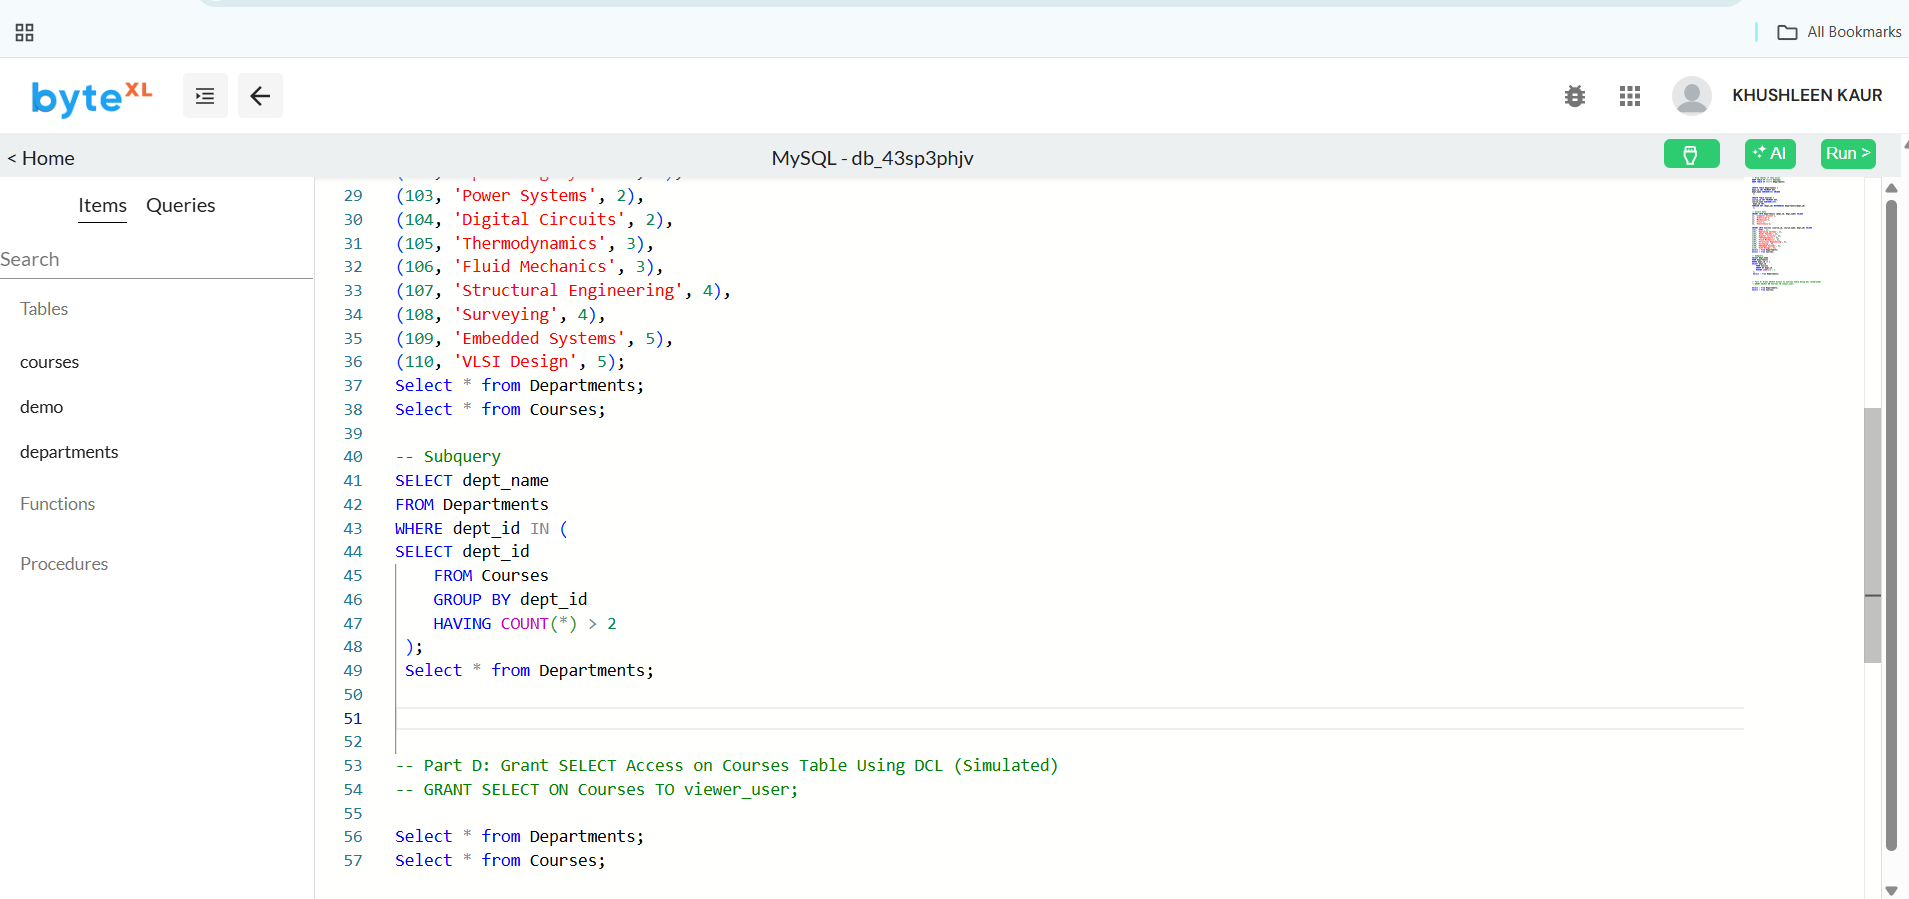 All Bookmarks
byteXL
KHUSHLEEN KAUR
< Home
MySQL - db_43sp3phjv
AI
Run >
Items Queries
Search
Tables
courses
demo
departments
Functions
Procedures
29 (103, 'Power Systems', 2),
30 (104, 'Digital Circuits', 2),
31 (105, 'Thermodynamics', 3),
32 (106, 'Fluid Mechanics', 3),
33 (107, 'Structural Engineering', 4),
34 (108, 'Surveying', 4),
35 (109, 'Embedded Systems', 5),
36 (110, 'VLSI Design', 5);
37 Select * from Departments;
38 Select * from Courses;
39
40 -- Subquery
41 SELECT dept_name
42 FROM Departments
43 WHERE dept_id IN (
44 SELECT dept_id
45 FROM Courses
46 GROUP BY dept_id
47 HAVING COUNT(*) > 2
48 );
49 Select * from Departments;
50
51
52
53 -- Part D: Grant SELECT Access on Courses Table Using DCL (Simulated)
54 -- GRANT SELECT ON Courses TO viewer_user;
55
56 Select * from Departments;
57 Select * from Courses;